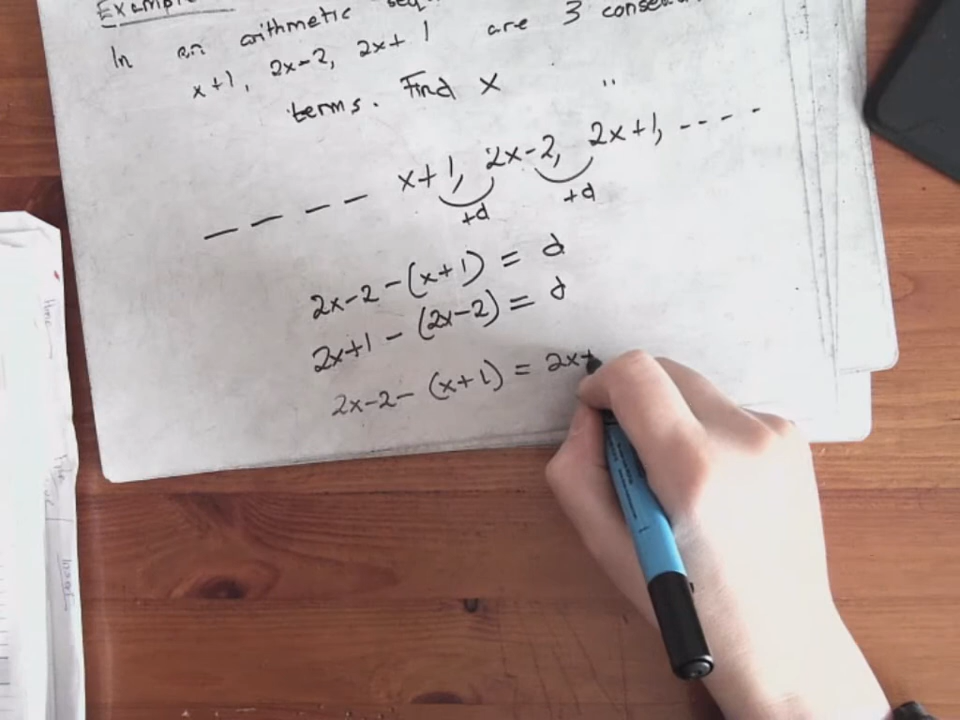 Example
In an arithmetic
x+1, 2x-2, 2x+1 are 3
terms. Find x
x+1, 2x-2, 2x+1, ----
+d +d
2x-2-(x+1) = d
2x+1-(2x-2) = d
2x-2-(x+1) = 2x+